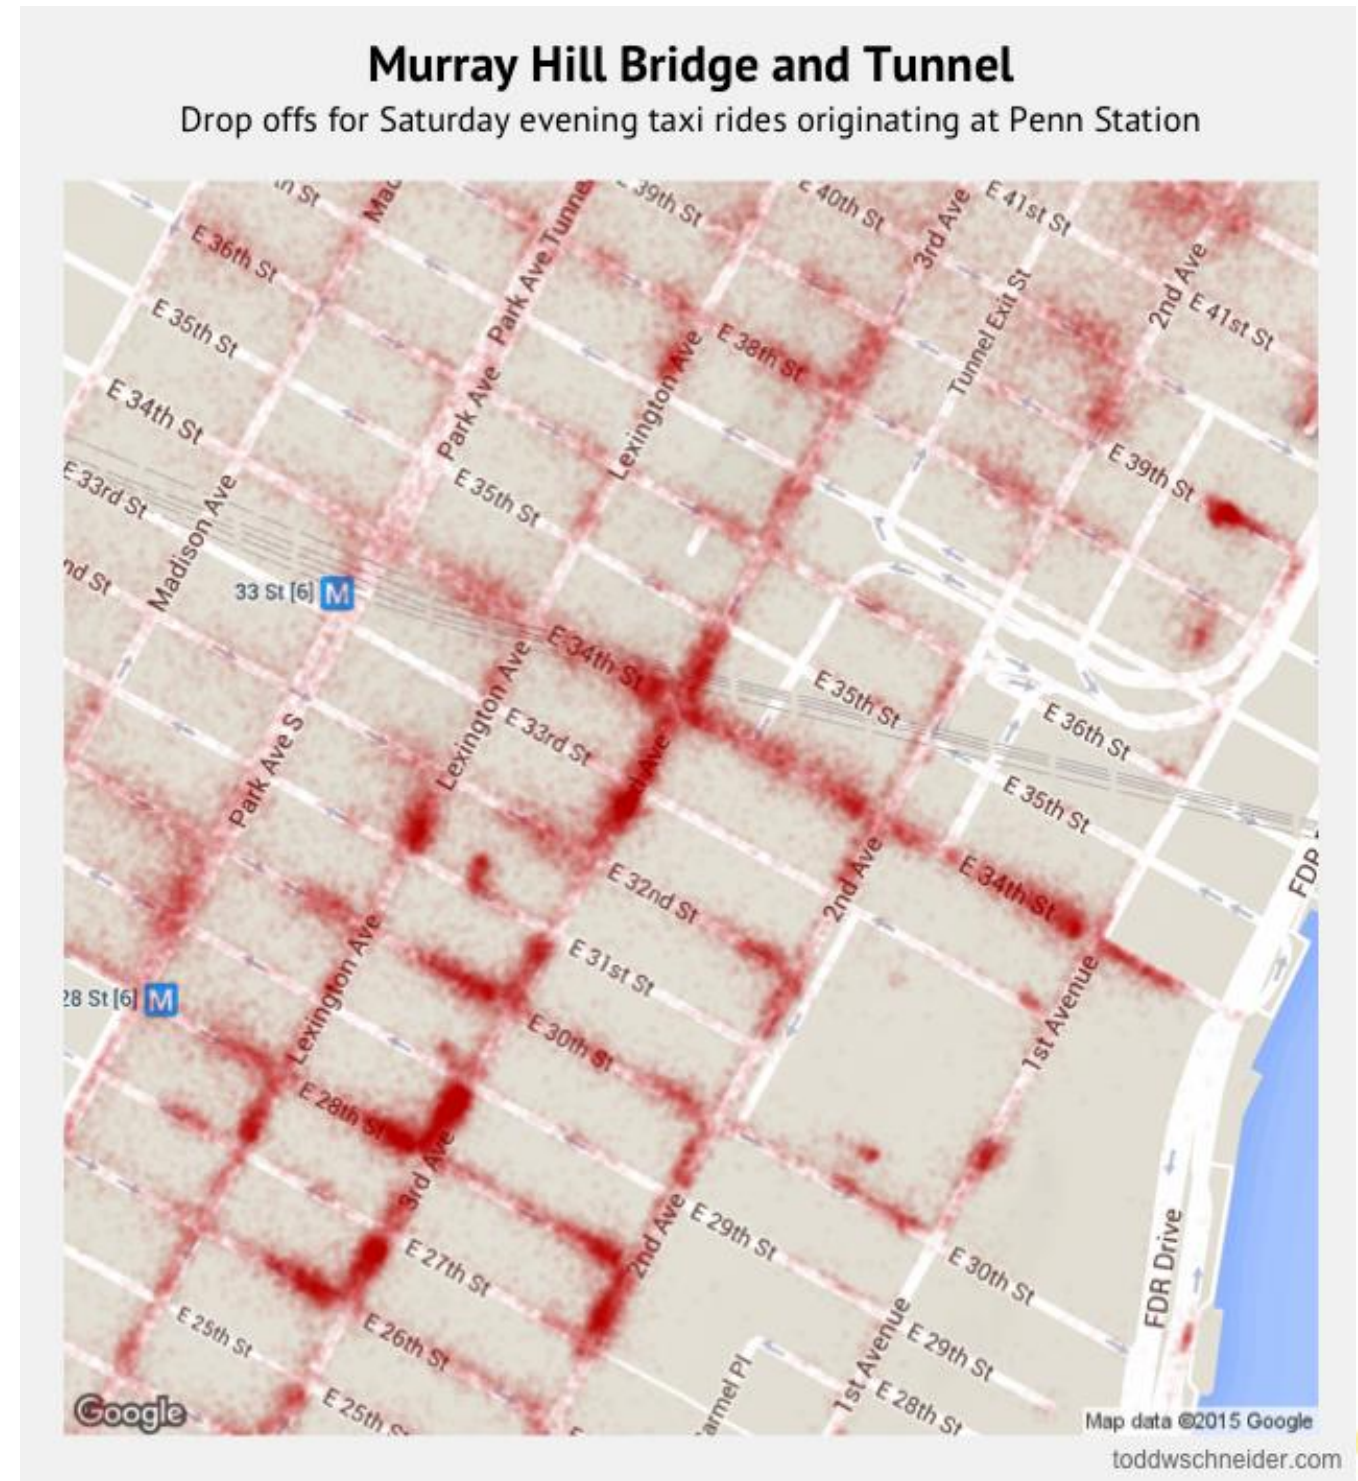 Murray Hill Bridge and Tunnel
Drop offs for Saturday evening taxi rides originating at Penn Station
39th St
E 40th St
E 41st St
E 36th St
Park Ave Tunne
3rd Ave
2nd Ave
E 41st St
E 35th St
Park Ave
Lexington Ave
E 38th St
Tunnel Exit St
E 34th St
E 33rd St
E 35th St
E 39th St
Madison Ave
nd St
33 St [6] M
E 34th St
E 35th St
E 36th St
Park Ave S
Lexington Ave
E 33rd St
E 35th St
E 32nd St
2nd Ave
E 34th St
FDR
28 St [6] M
Lexington Ave
E 31st St
1st Avenue
E 30th St
E 28th St
3rd Ave
2nd Ave
E 29th St
E 30th St
FDR Drive
E 27th St
E 25th St
E 26th St
1st Avenue
E 29th St
E 28th St
armel Pl
E 25th St
Google
Map data ©2015 Google
toddwschneider.com